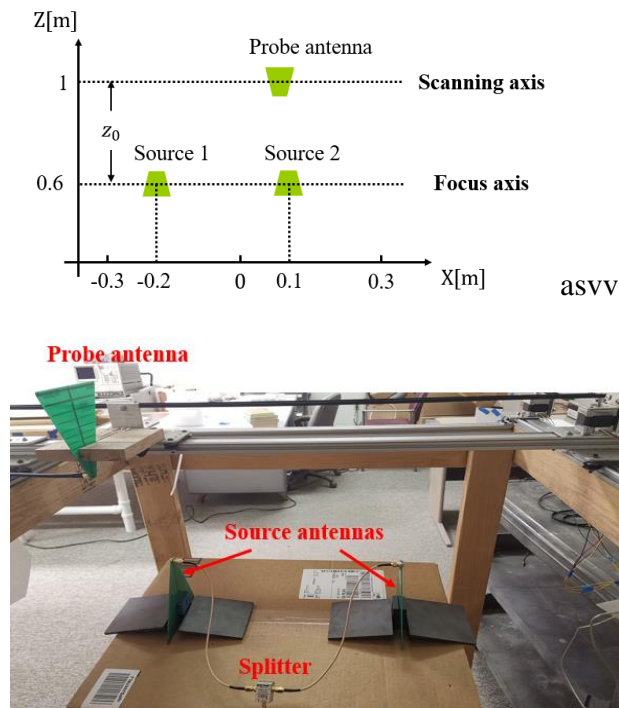 Z[m]
Probe antenna
1
Scanning axis
z₀
Source 1
Source 2
0.6
Focus axis
-0.3
-0.2
0
0.1
0.3
X[m]
asvv
Probe antenna
Source antennas
Splitter